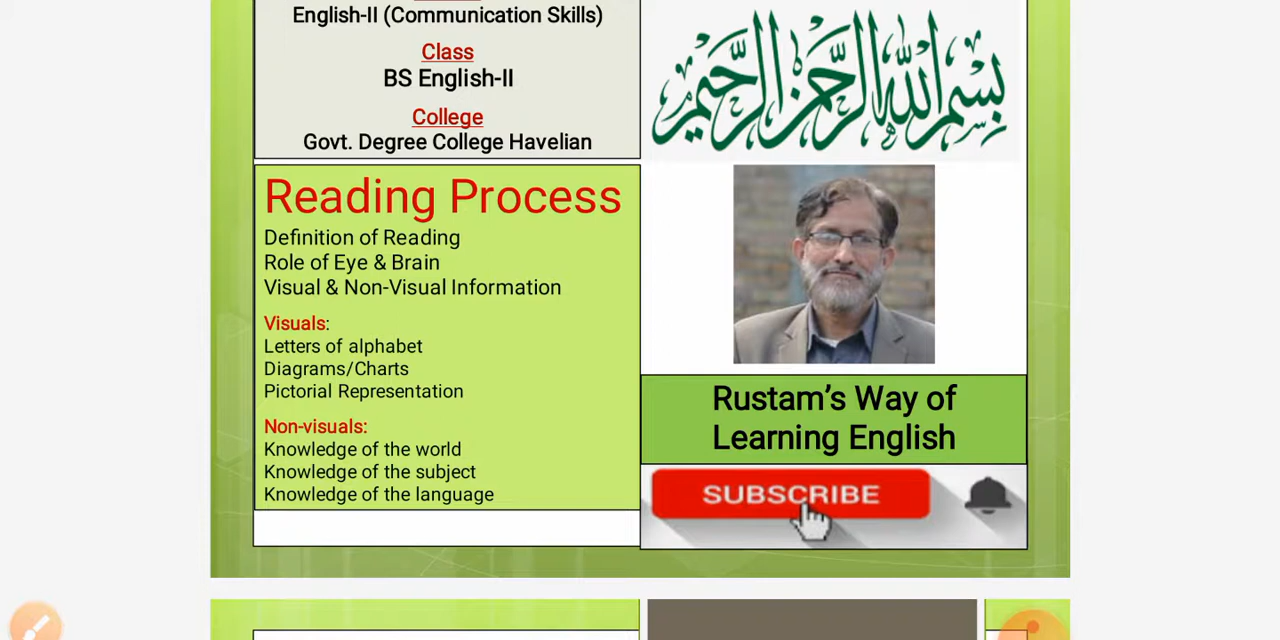 English-II (Communication Skills)
Class
BS English-II
College
Govt. Degree College Havelian
Reading Process
Definition of Reading
Role of Eye & Brain
Visual & Non-Visual Information
Visuals:
Letters of alphabet
Diagrams/Charts
Pictorial Representation
Non-visuals:
Knowledge of the world
Knowledge of the subject
Knowledge of the language
بسم الله الرحمن الرحيم
Rustam’s Way of
Learning English
SUBSCRIBE